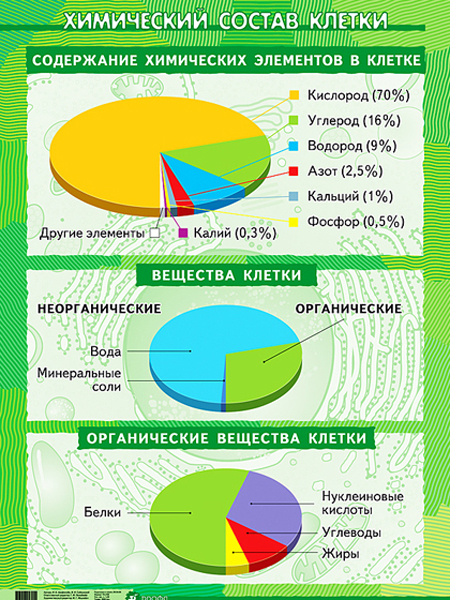 ХИМИЧЕСКИЙ СОСТАВ КЛЕТКИ
СОДЕРЖАНИЕ ХИМИЧЕСКИХ ЭЛЕМЕНТОВ В КЛЕТКЕ
Кислород (70%)
Углерод (16%)
Водород (9%)
Азот (2,5%)
Кальций (1%)
Фосфор (0,5%)
Другие элементы
Калий (0,3%)
ВЕЩЕСТВА КЛЕТКИ
НЕОРГАНИЧЕСКИЕ
ОРГАНИЧЕСКИЕ
Вода
Минеральные
соли
ОРГАНИЧЕСКИЕ ВЕЩЕСТВА КЛЕТКИ
Белки
Нуклеиновые
кислоты
Углеводы
Жиры